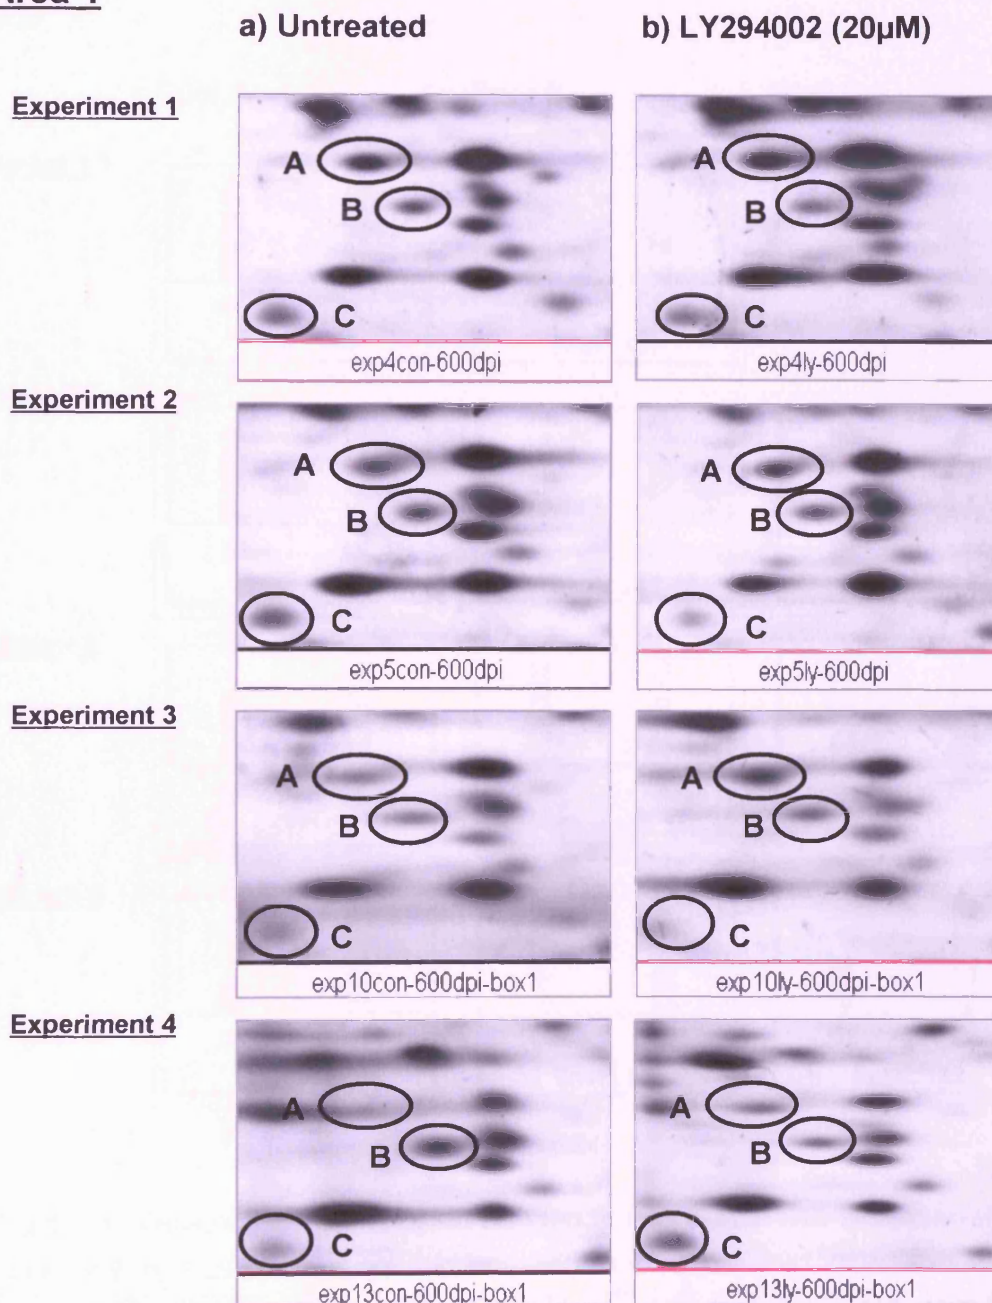 a) Untreated b) LY294002 (20µM)
Experiment 1
A A
B B
C C
exp4con-600dpi exp4ly-600dpi
Experiment 2
A A
B B
C C
exp5con-600dpi exp5ly-600dpi
Experiment 3
A A
B B
C C
exp10con-600dpi-box1 exp10ly-600dpi-box1
Experiment 4
A A
B B
C C
exp13con-600dpi-box1 exp13ly-600dpi-box1